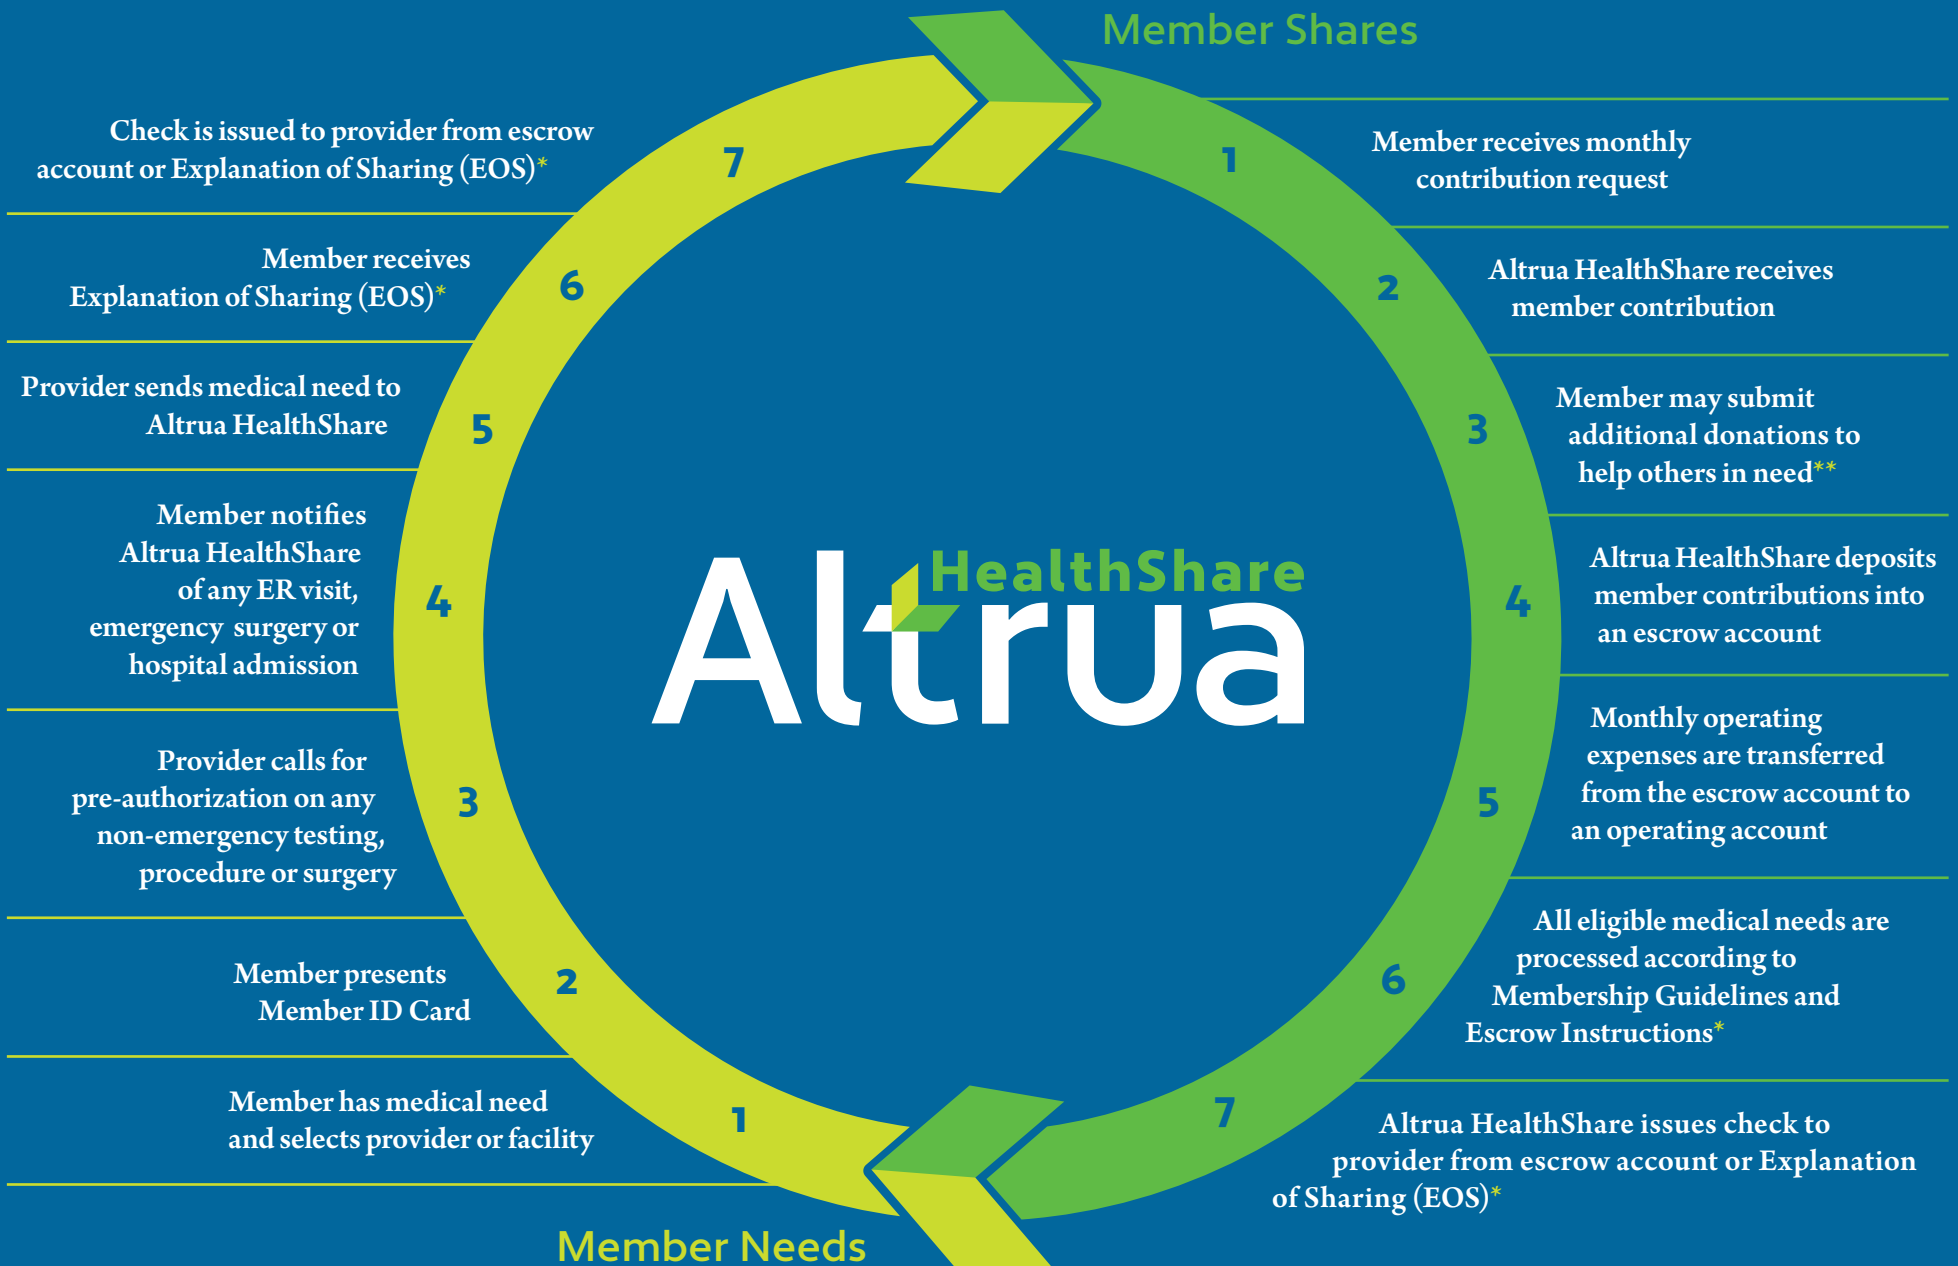 Member Shares
1
Member receives monthly
contribution request
2
Altrua HealthShare receives
member contribution
3
Member may submit
additional donations to
help others in need**
4
Altrua HealthShare deposits
member contributions into
an escrow account
5
Monthly operating
expenses are transferred
from the escrow account to
an operating account
6
All eligible medical needs are
processed according to
Membership Guidelines and
Escrow Instructions*
7
Altrua HealthShare issues check to
provider from escrow account or Explanation
of Sharing (EOS)*
Member Needs
1
Member has medical need
and selects provider or facility
2
Member presents
Member ID Card
3
Provider calls for
pre-authorization on any
non-emergency testing,
procedure or surgery
4
Member notifies
Altrua HealthShare
of any ER visit,
emergency surgery or
hospital admission
5
Provider sends medical need to
Altrua HealthShare
6
Member receives
Explanation of Sharing (EOS)*
7
Check is issued to provider from escrow
account or Explanation of Sharing (EOS)*
Altrua
HealthShare